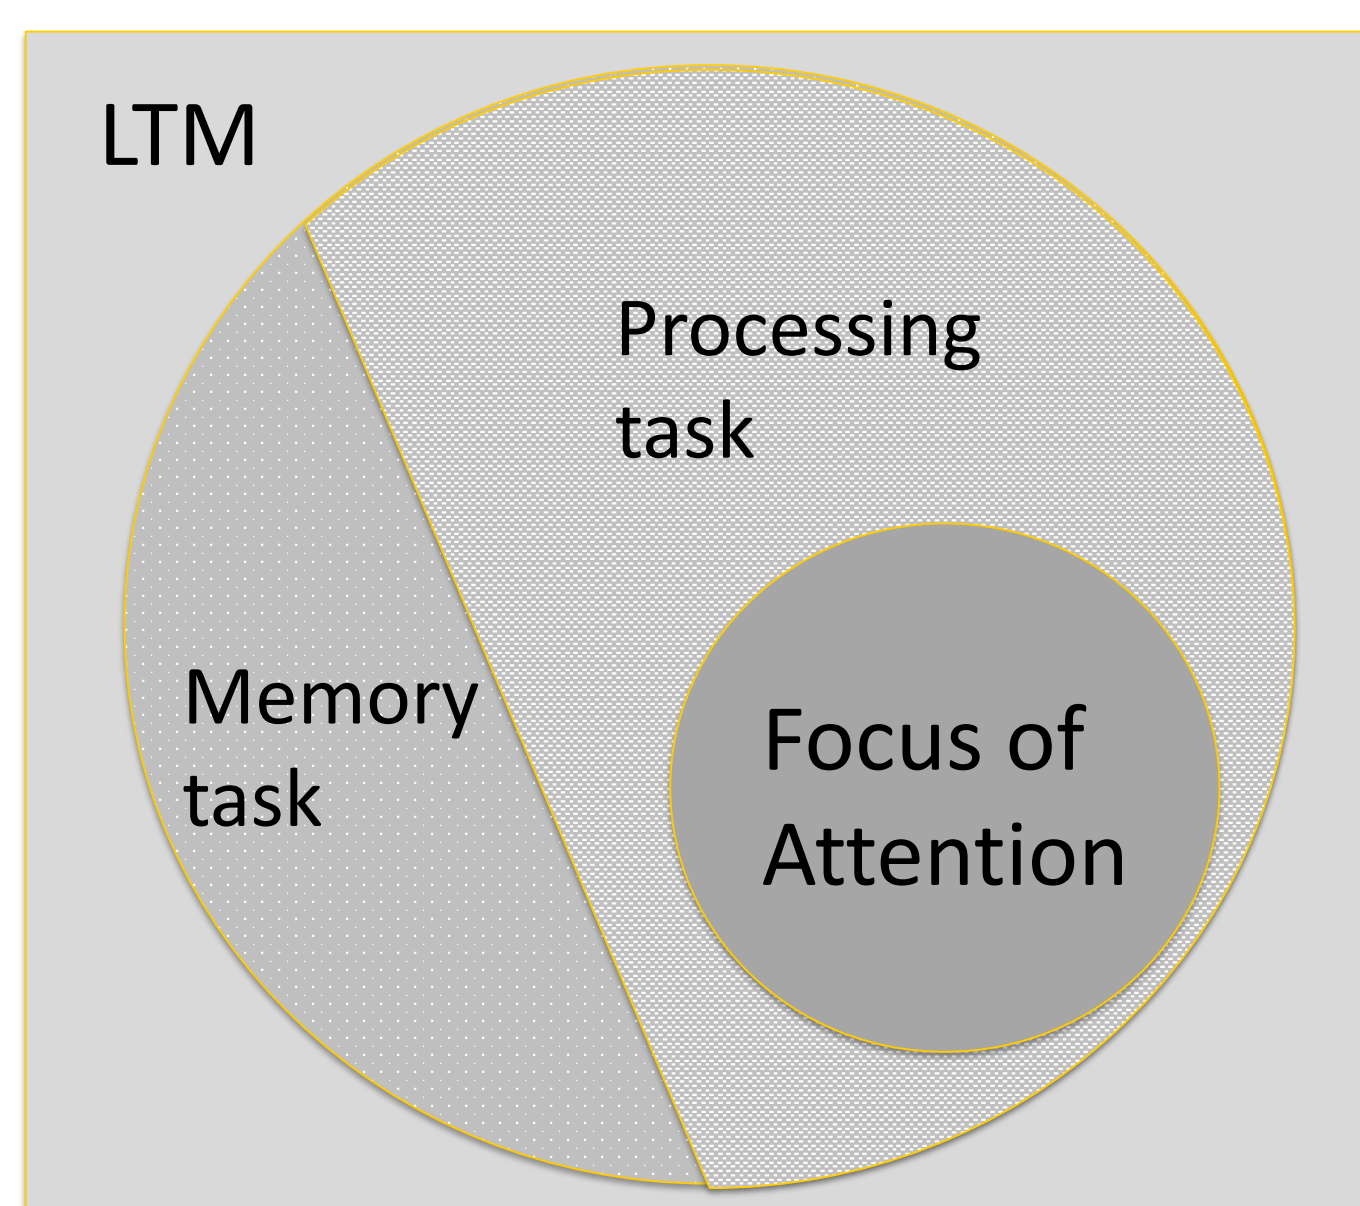 LTM
Processing
task
Memory
task
Focus of
Attention